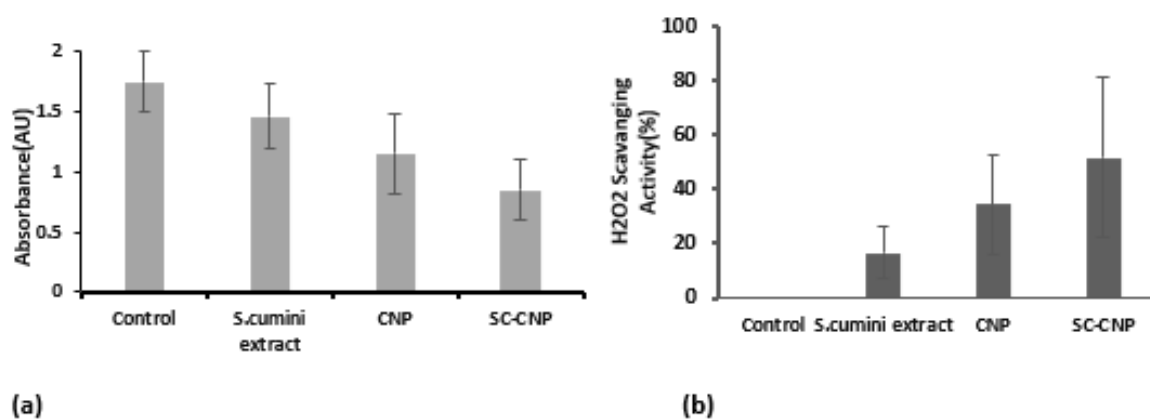 2
1.5
1
0.5
0
Absorbance(AU)
Control
S.cumini
extract
CNP
SC-CNP
(a)
100
80
60
40
20
0
H2O2 Scavanging
Activity(%)
Control
S.cumini extract
CNP
SC-CNP
(b)